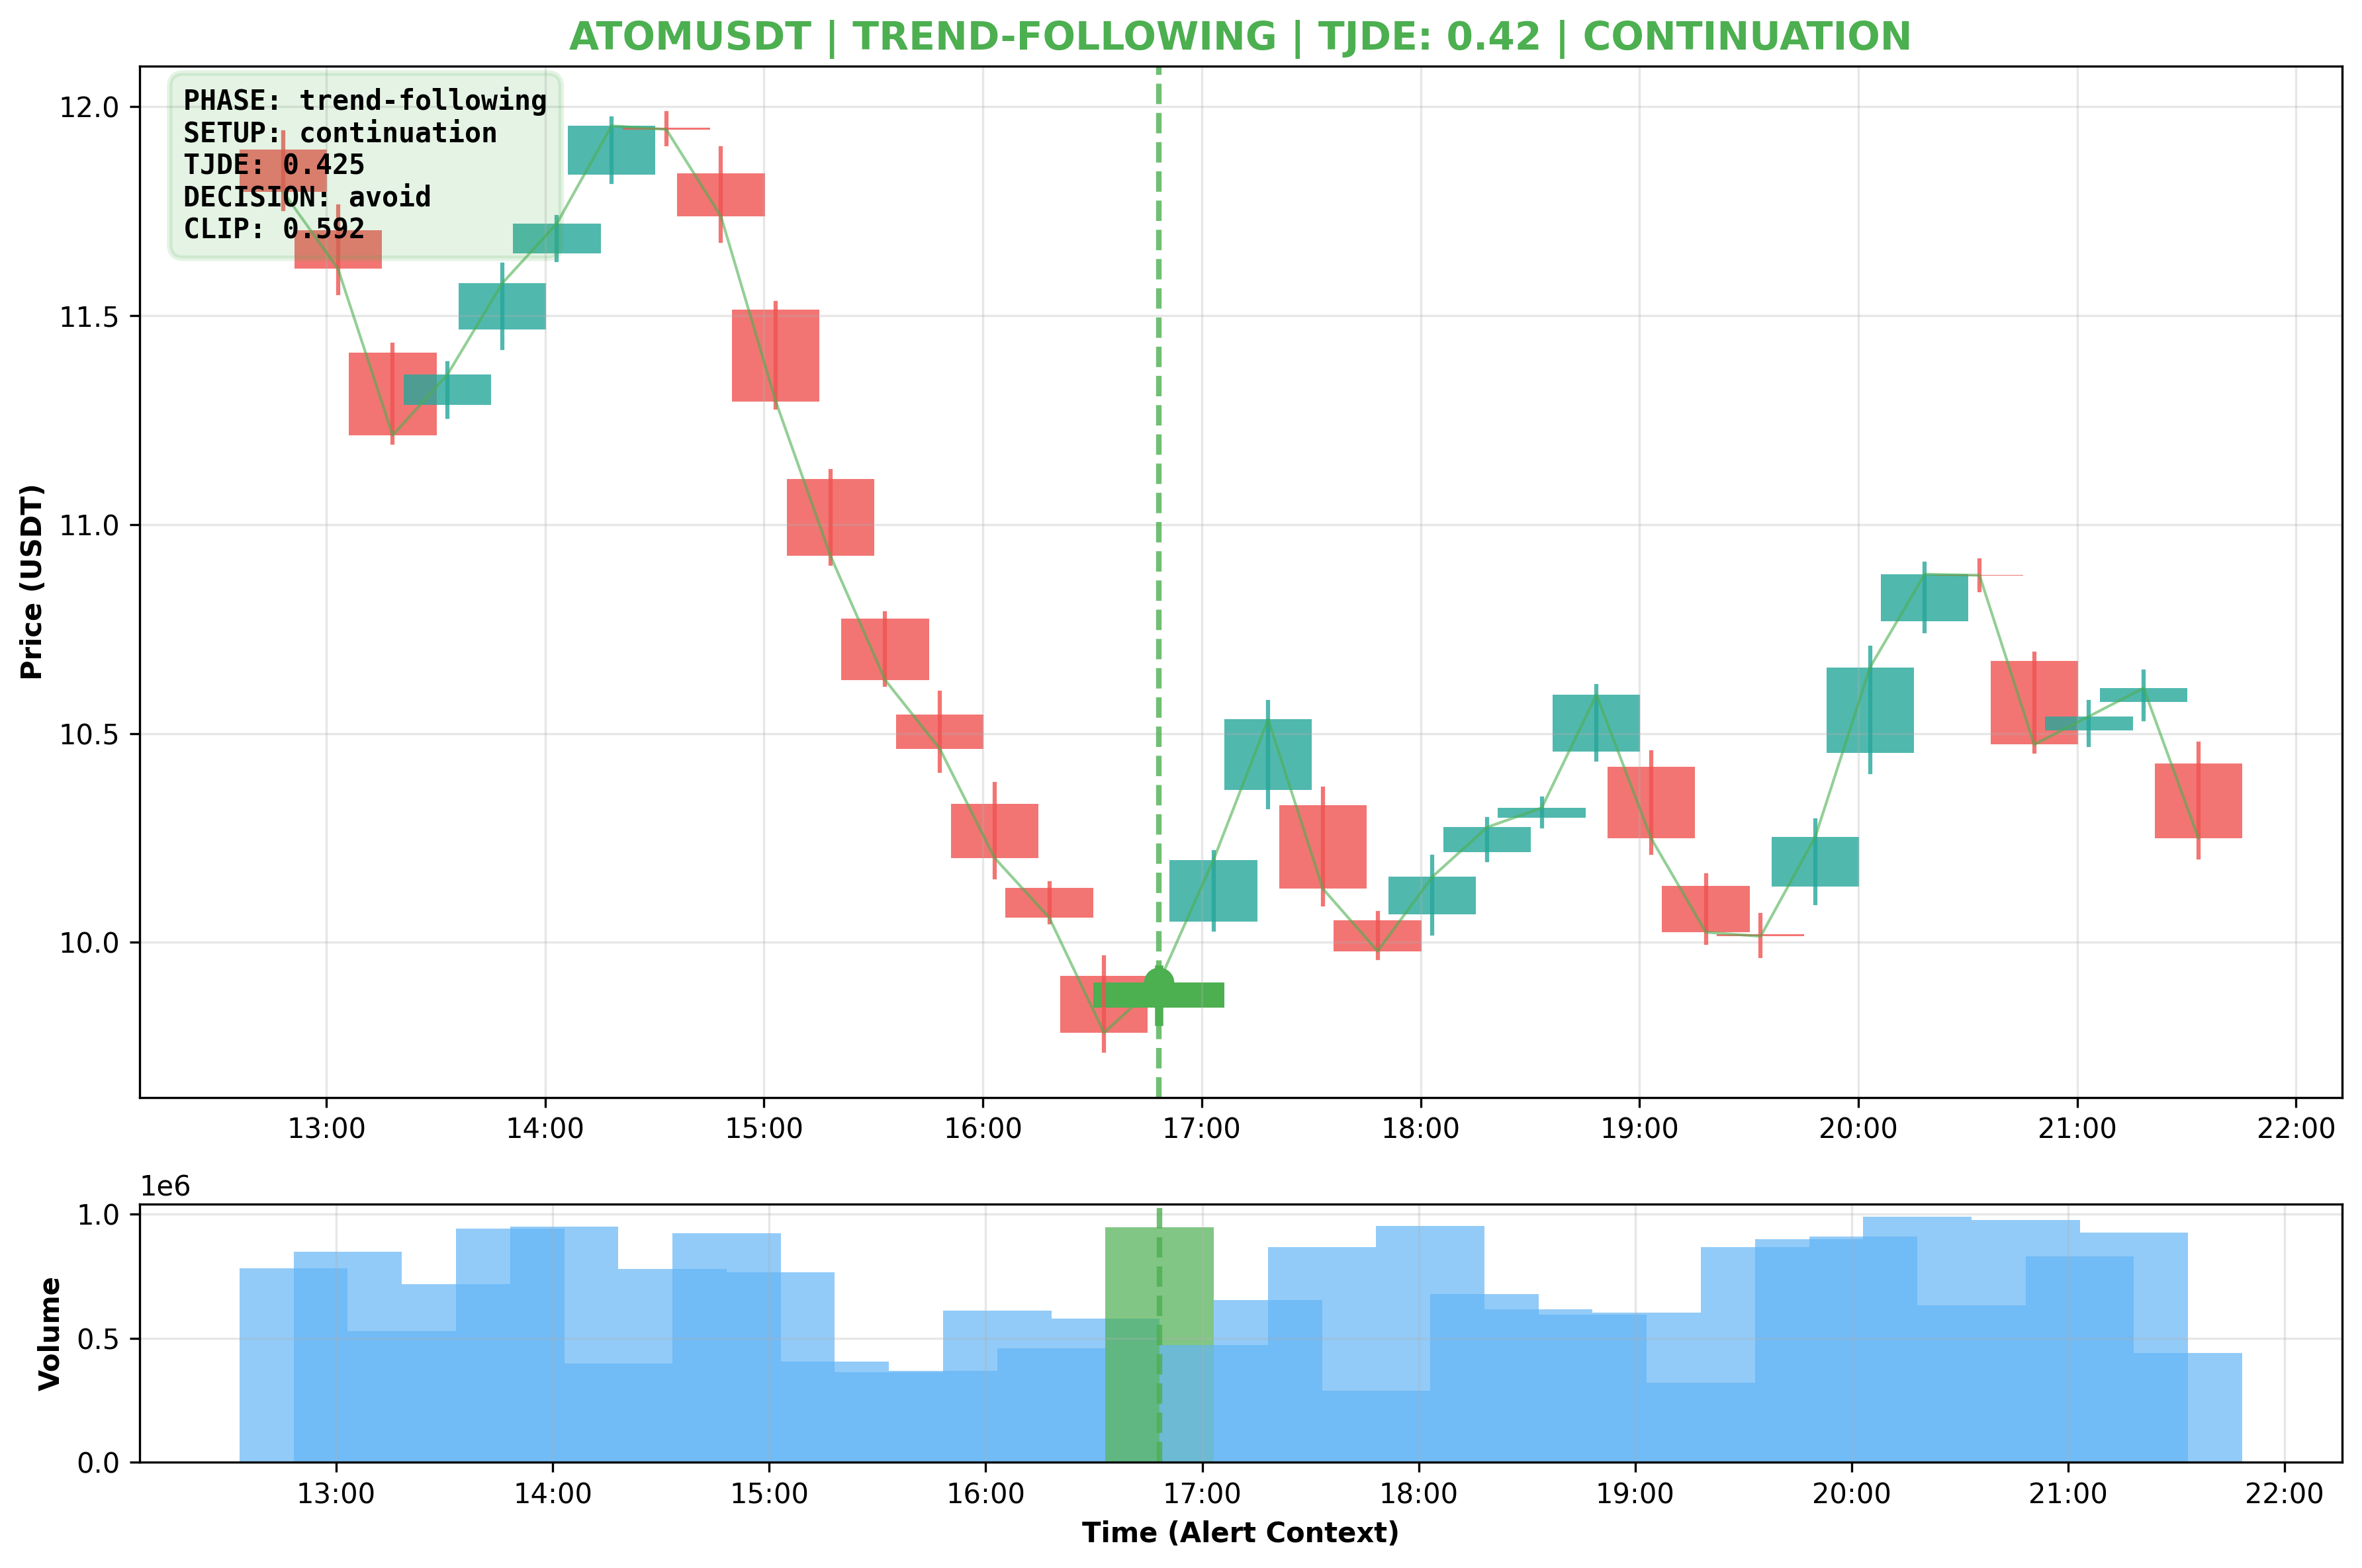 ATOMUSDT | TREND-FOLLOWING | TJDE: 0.42 | CONTINUATION
PHASE: trend-following
SETUP: continuation
TJDE: 0.425
DECISION: avoid
CLIP: 0.592
Price (USDT)
12.0
11.5
11.0
10.5
10.0
13:00 14:00 15:00 16:00 17:00 18:00 19:00 20:00 21:00 22:00
1e6
Volume
1.0
0.5
0.0
13:00 14:00 15:00 16:00 17:00 18:00 19:00 20:00 21:00 22:00
Time (Alert Context)